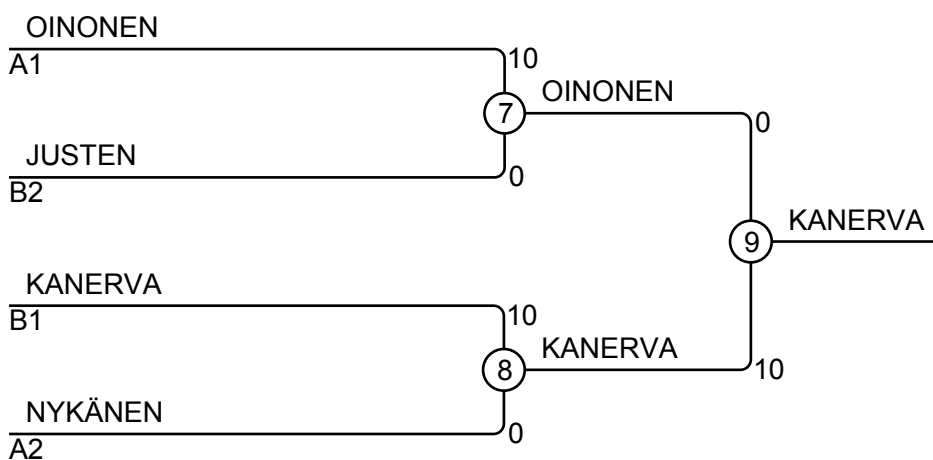 OINONEN
A1
10
7
OINONEN
0
JUSTEN
B2
0
9
KANERVA
KANERVA
B1
10
8
KANERVA
10
NYKÄNEN
A2
0